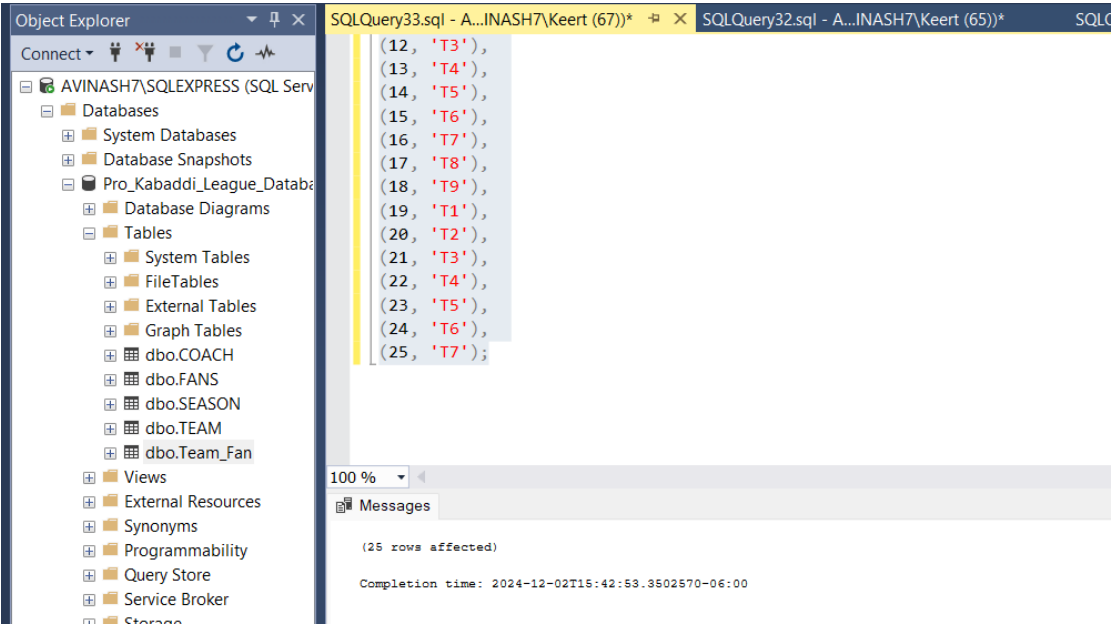 Object Explorer
Connect
AVINASH7\SQLEXPRESS (SQL Serv
Databases
System Databases
Database Snapshots
Pro_Kabaddi_League_Databa
Database Diagrams
Tables
System Tables
FileTables
External Tables
Graph Tables
dbo.COACH
dbo.FANS
dbo.SEASON
dbo.TEAM
dbo.Team_Fan
Views
External Resources
Synonyms
Programmability
Query Store
Service Broker
Storage
SQLQuery33.sql - A...INASH7\Keert (67))* SQLQuery32.sql - A...INASH7\Keert (65))* SQLQ
(12, 'T3'),
(13, 'T4'),
(14, 'T5'),
(15, 'T6'),
(16, 'T7'),
(17, 'T8'),
(18, 'T9'),
(19, 'T1'),
(20, 'T2'),
(21, 'T3'),
(22, 'T4'),
(23, 'T5'),
(24, 'T6'),
(25, 'T7');
100 %
Messages
(25 rows affected)
Completion time: 2024-12-02T15:42:53.3502570-06:00